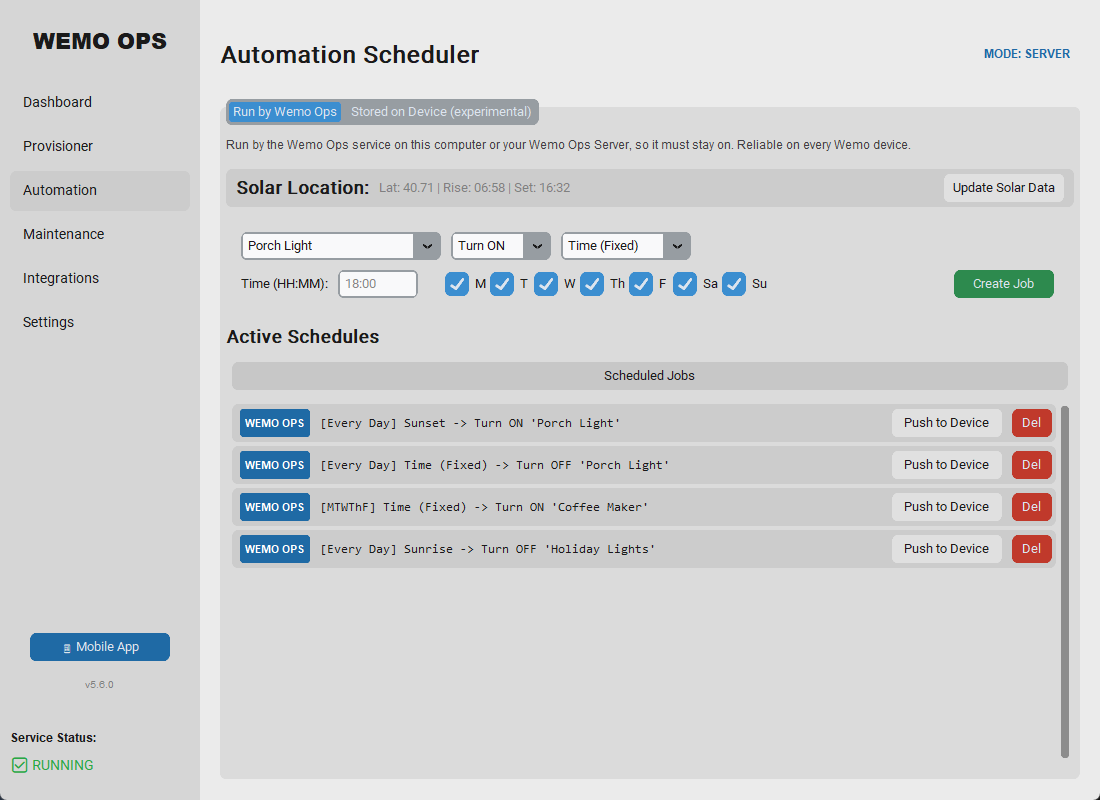 WEMO OPS
Dashboard
Provisioner
Automation
Maintenance
Integrations
Settings
Mobile App
v5.6.0
Service Status:
RUNNING
Automation Scheduler
MODE: SERVER
Run by Wemo Ops Stored on Device (experimental)
Run by the Wemo Ops service on this computer or your Wemo Ops Server, so it must stay on. Reliable on every Wemo device.
Solar Location: Lat: 40.71 | Rise: 06:58 | Set: 16:32 Update Solar Data
Porch Light Turn ON Time (Fixed)
Time (HH:MM): 18:00 M T W Th F Sa Su Create Job
Active Schedules
Scheduled Jobs
WEMO OPS [Every Day] Sunset -> Turn ON 'Porch Light' Push to Device Del
WEMO OPS [Every Day] Time (Fixed) -> Turn OFF 'Porch Light' Push to Device Del
WEMO OPS [MTWThF] Time (Fixed) -> Turn ON 'Coffee Maker' Push to Device Del
WEMO OPS [Every Day] Sunrise -> Turn OFF 'Holiday Lights' Push to Device Del